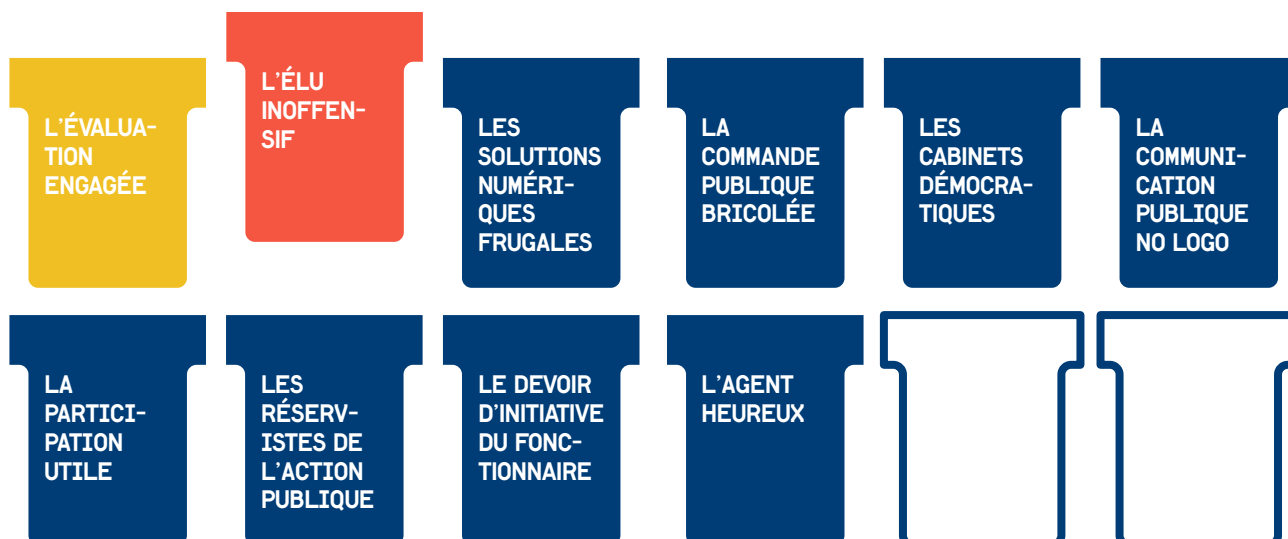 L'ÉVALUA-
TION
ENGAGÉE
L'ÉLU
INOFFEN-
SIF
LES
SOLUTIONS
NUMÉRI-
QUES
FRUGALES
LA
COMMANDE
PUBLIQUE
BRICOLÉE
LES
CABINETS
DÉMOCRA-
TIQUES
LA
COMMUNI-
CATION
PUBLIQUE
NO LOGO
LA
PARTICI-
PATION
UTILE
LES
RÉSERV-
ISTES DE
L'ACTION
PUBLIQUE
LE DEVOIR
D'INITIATIVE
DU FONC-
TIONNAIRE
L'AGENT
HEUREUX